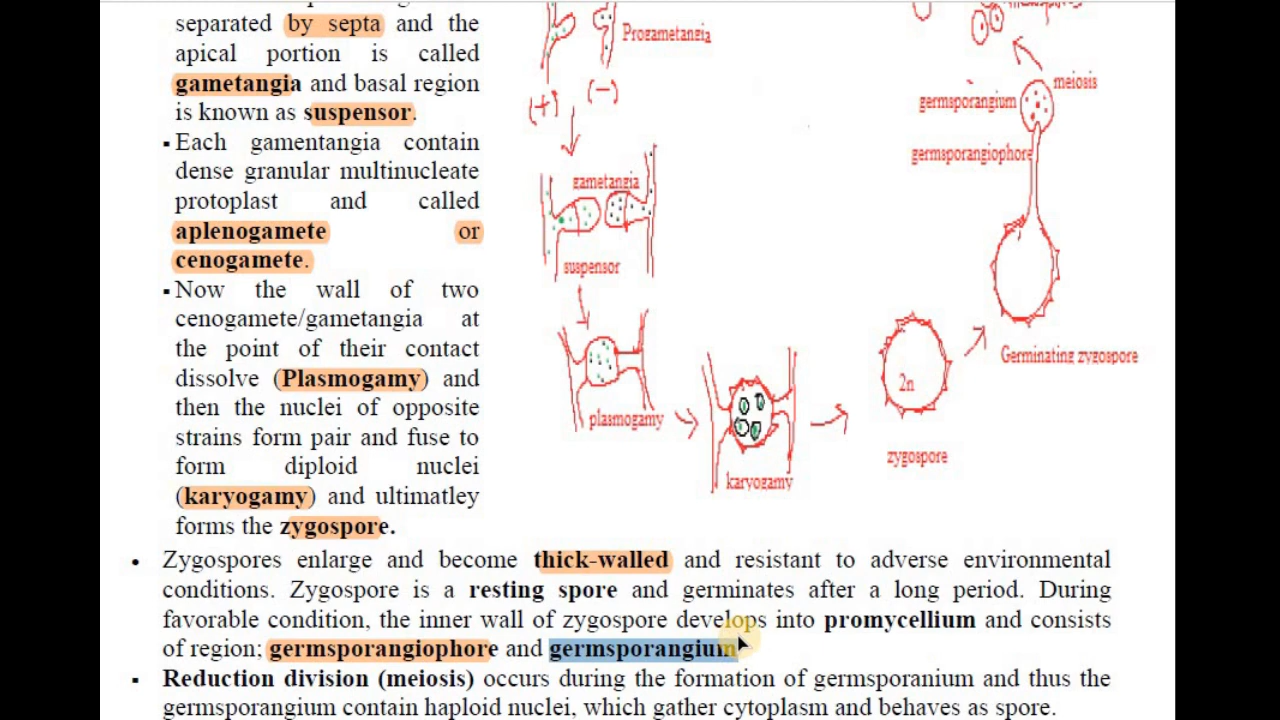 separated by septa and the
apical portion is called
gametangia and basal region
is known as suspensor.
▪ Each gamentangia contain
dense granular multinucleate
protoplast and called
aplenogamete or
cenogamete.
▪ Now the wall of two
cenogamete/gametangia at
the point of their contact
dissolve (Plasmogamy) and
then the nuclei of opposite
strains form pair and fuse to
form diploid nuclei
(karyogamy) and ultimatley
forms the zygospore.
Progametangia
(+)
(-)
gametangia
suspensor
plasmogamy
karyogamy
2n
zygospore
Germinating zygospore
germsporangiophore
germsporangium
meiosis
• Zygospores enlarge and become thick-walled and resistant to adverse environmental
conditions. Zygospore is a resting spore and germinates after a long period. During
favorable condition, the inner wall of zygospore develops into promycellium and consists
of region; germsporangiophore and germsporangium
▪ Reduction division (meiosis) occurs during the formation of germsporanium and thus the
germsporangium contain haploid nuclei, which gather cytoplasm and behaves as spore.